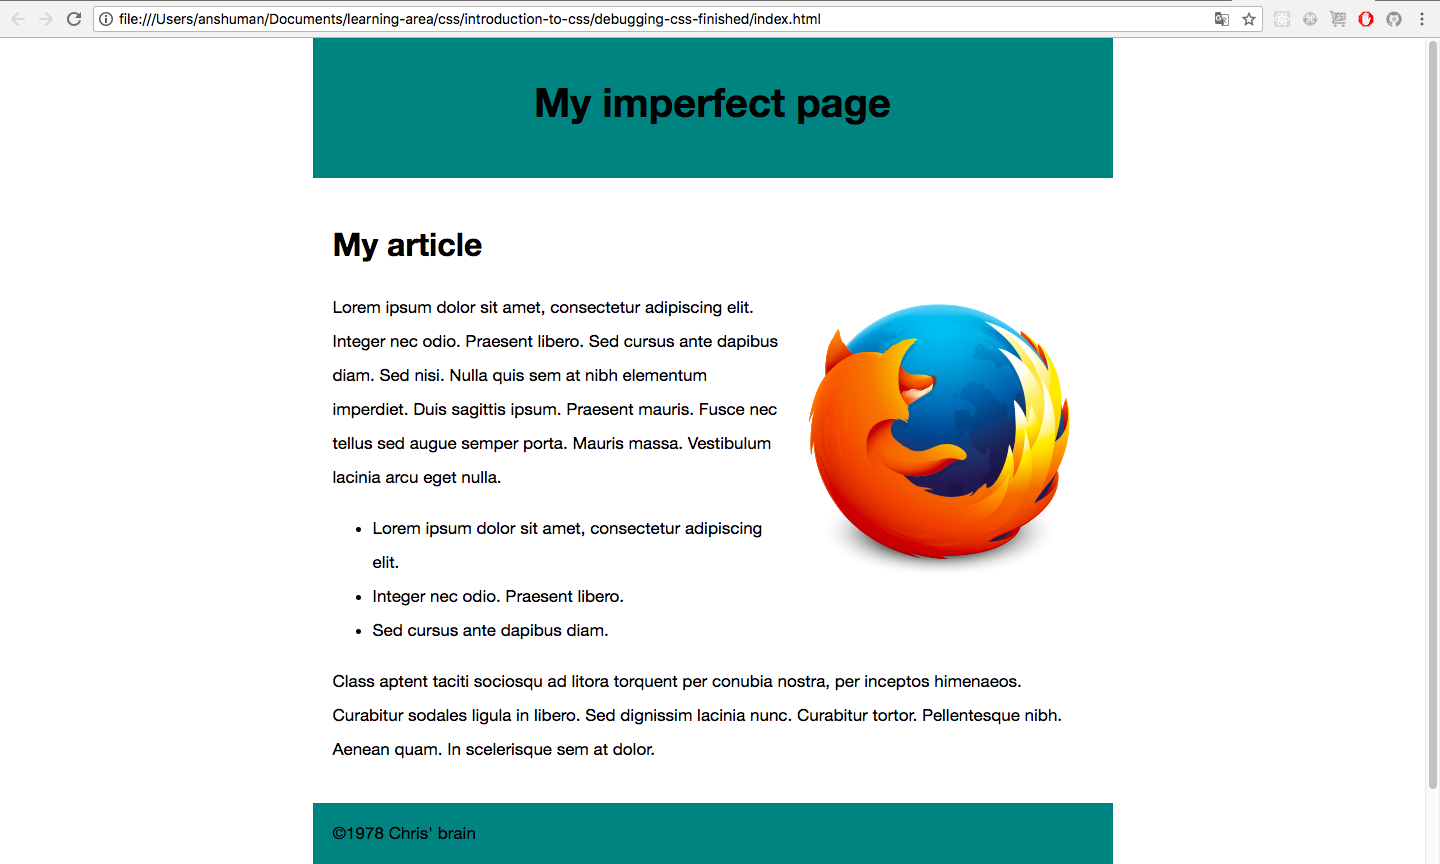 file:///Users/anshuman/Documents/learning-area/css/introduction-to-css/debugging-css-finished/index.html
My imperfect page
My article
Lorem ipsum dolor sit amet, consectetur adipiscing elit.
Integer nec odio. Praesent libero. Sed cursus ante dapibus
diam. Sed nisi. Nulla quis sem at nibh elementum
imperdiet. Duis sagittis ipsum. Praesent mauris. Fusce nec
tellus sed augue semper porta. Mauris massa. Vestibulum
lacinia arcu eget nulla.
• Lorem ipsum dolor sit amet, consectetur adipiscing
elit.
• Integer nec odio. Praesent libero.
• Sed cursus ante dapibus diam.
Class aptent taciti sociosqu ad litora torquent per conubia nostra, per inceptos himenaeos.
Curabitur sodales ligula in libero. Sed dignissim lacinia nunc. Curabitur tortor. Pellentesque nibh.
Aenean quam. In scelerisque sem at dolor.
©1978 Chris' brain